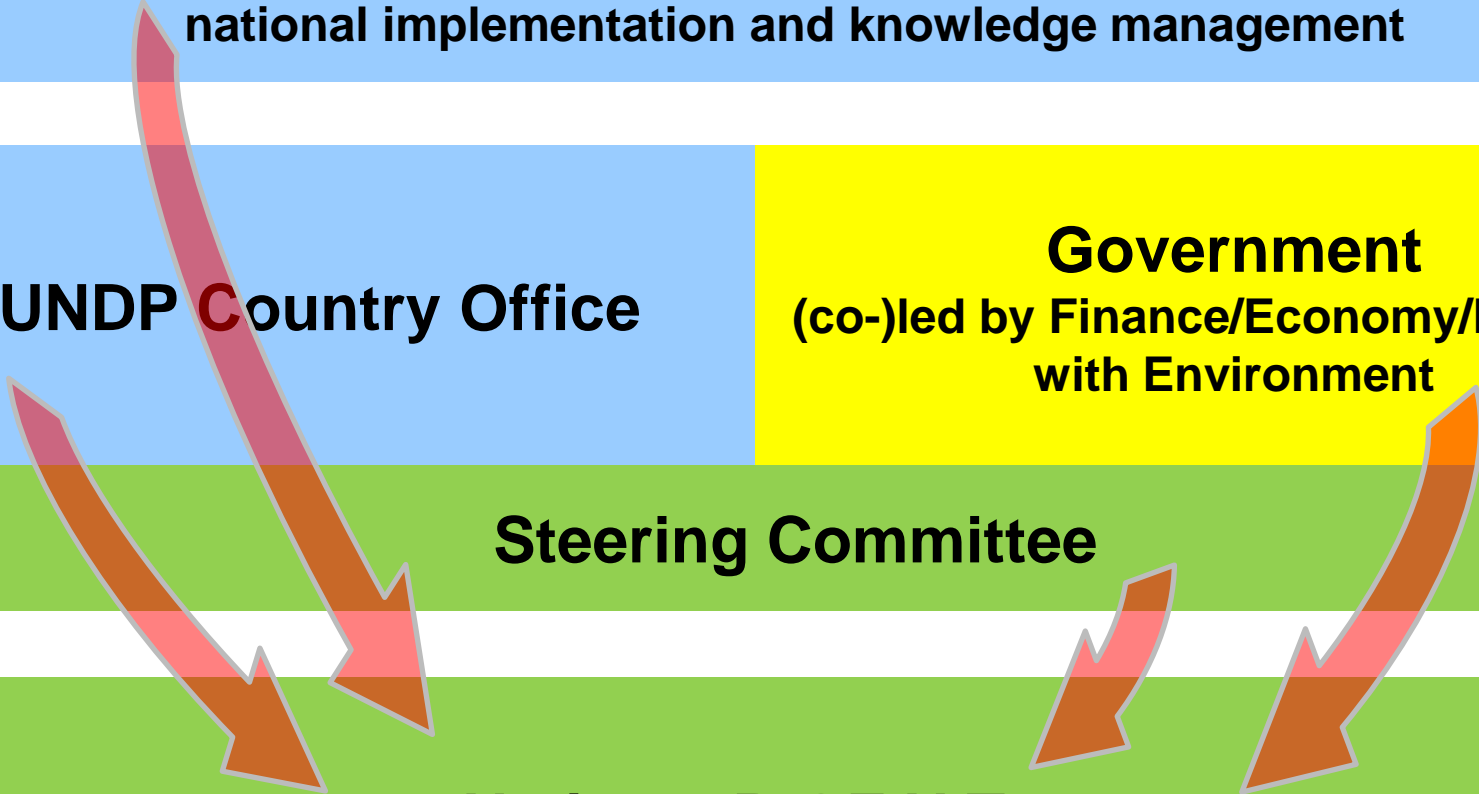 national implementation and knowledge management
UNDP Country Office
Government
(co-)led by Finance/Economy/
with Environment
Steering Committee